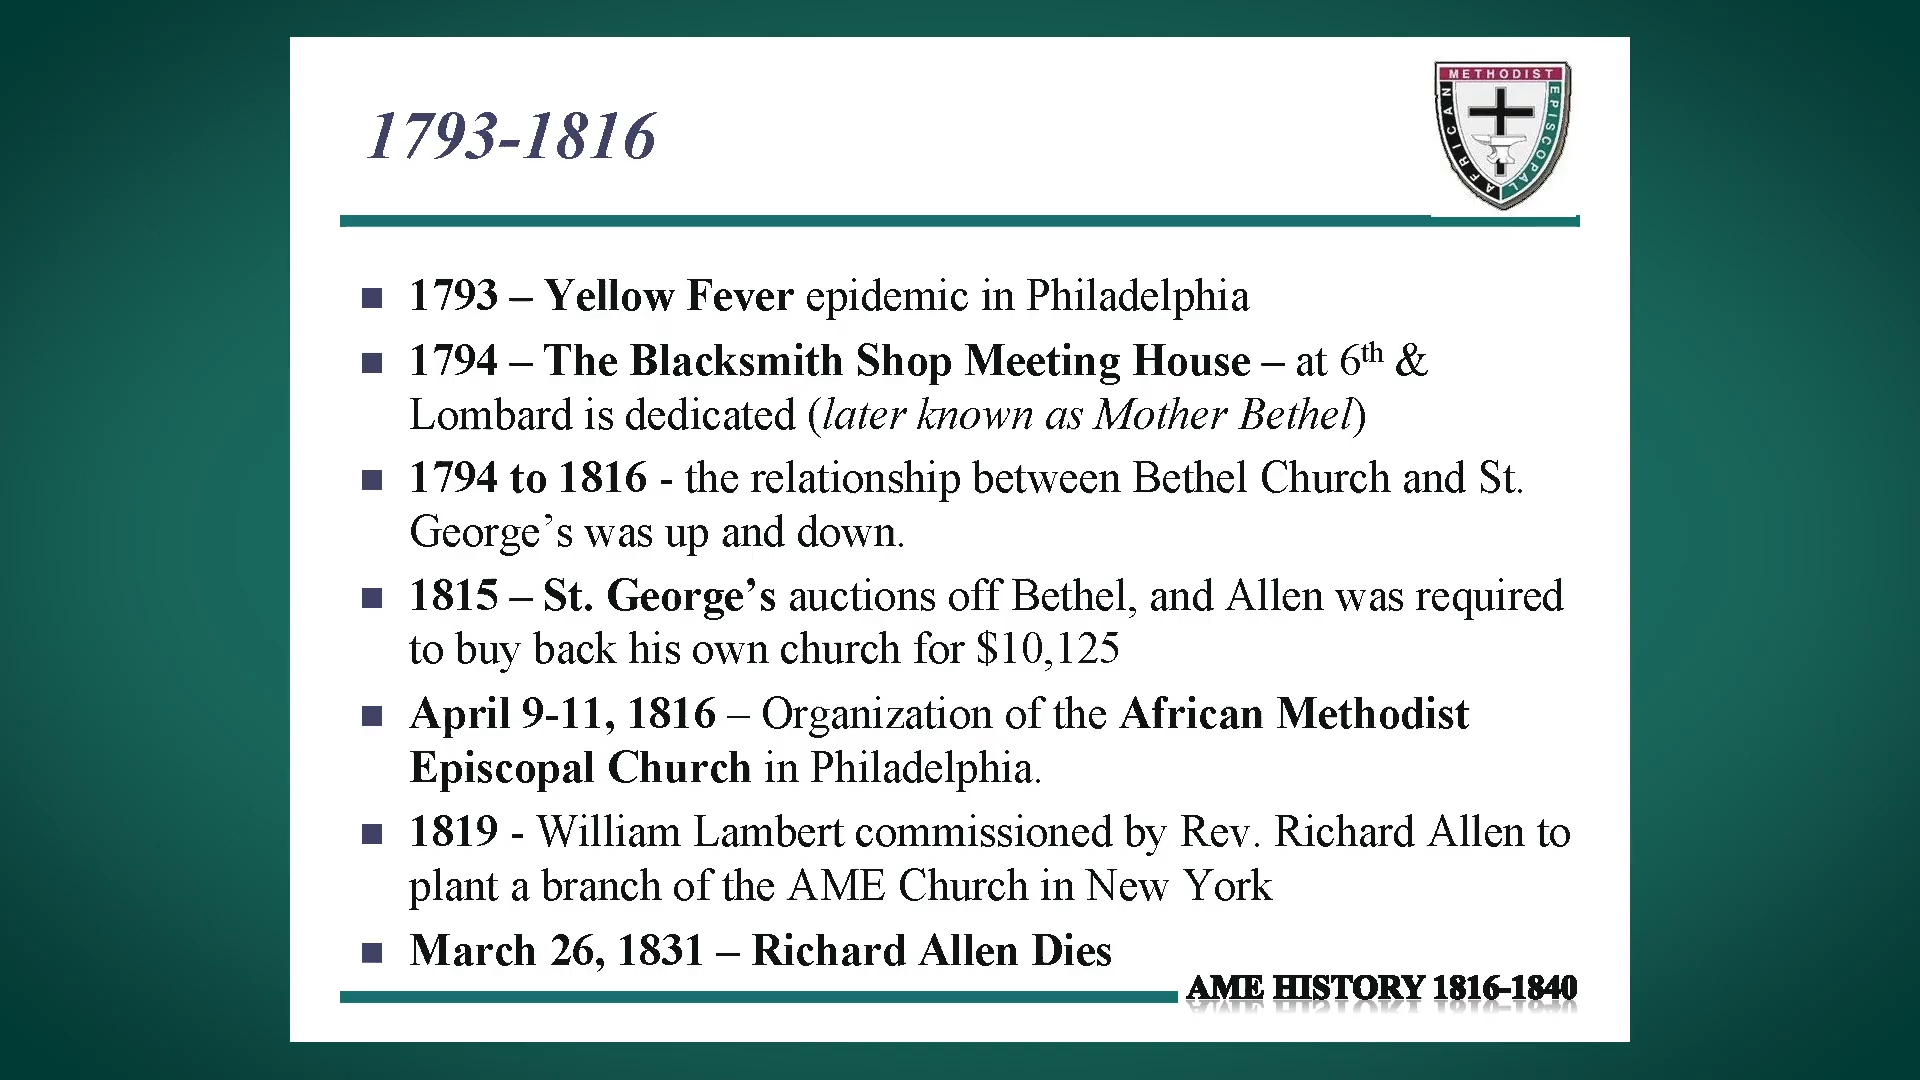 1793-1816
METHODIST
AFRICAN
EPISCOPAL
1793 – Yellow Fever epidemic in Philadelphia
1794 – The Blacksmith Shop Meeting House – at 6th &
Lombard is dedicated (later known as Mother Bethel)
1794 to 1816 - the relationship between Bethel Church and St.
George’s was up and down.
1815 – St. George’s auctions off Bethel, and Allen was required
to buy back his own church for $10,125
April 9-11, 1816 – Organization of the African Methodist
Episcopal Church in Philadelphia.
1819 - William Lambert commissioned by Rev. Richard Allen to
plant a branch of the AME Church in New York
March 26, 1831 – Richard Allen Dies
AME HISTORY 1816-1840